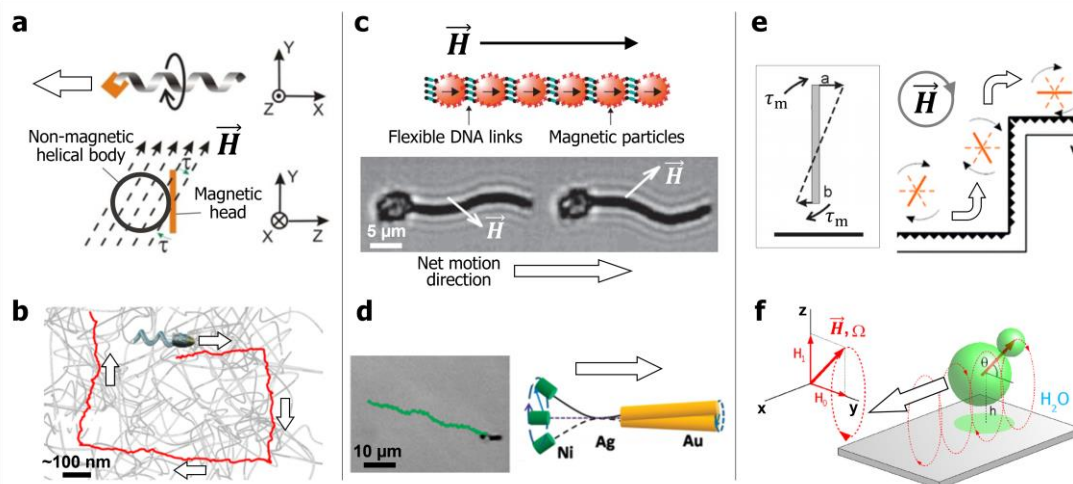 a
Y
Z
X
Non-magnetic
helical body
H
τ
Magnetic
head
τ
Y
X
Z
b
~100 nm
c
H
Flexible DNA links
Magnetic particles
H
H
5 µm
Net motion
direction
d
10 µm
Ni
Ag
Au
e
a
τm
b
τm
H
f
z
H, Ω
H₁
H₀
x
y
θ
h
H₂O